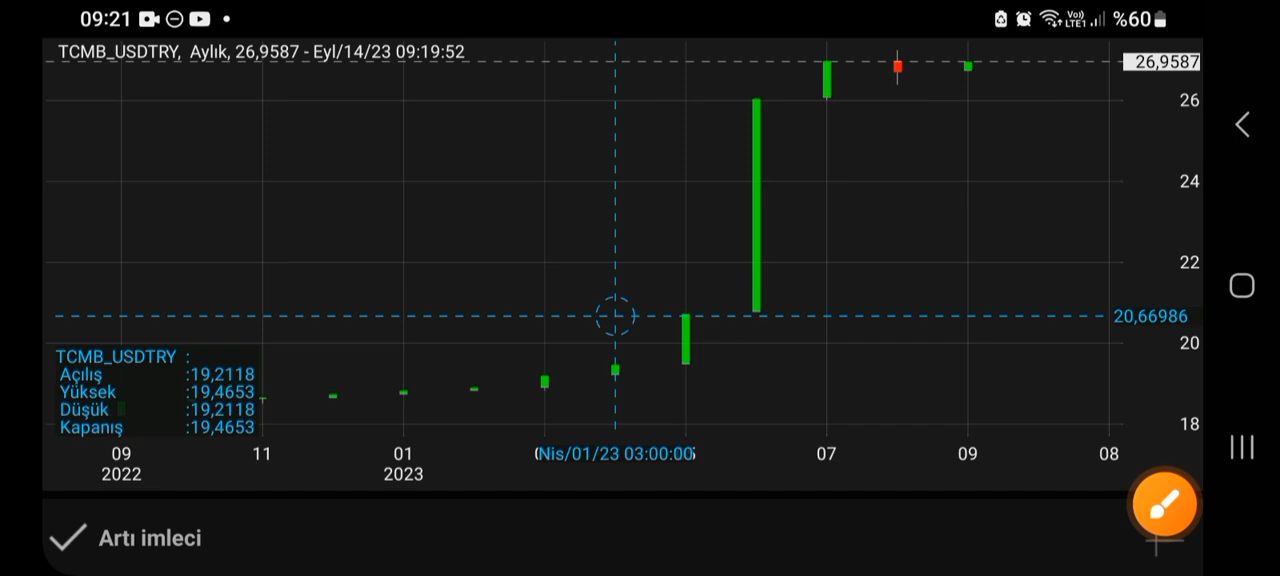 09:21
Vo) LTE1 %60
TCMB_USDTRY, Aylık, 26,9587 - Eyl/14/23 09:19:52
26,9587
26
24
22
20,66986
20
18
TCMB_USDTRY :
Açılış :19,2118
Yüksek :19,4653
Düşük :19,2118
Kapanış :19,4653
09 11 01 Nis/01/23 03:00:00 07 09 08
2022 2023
Artı imleci